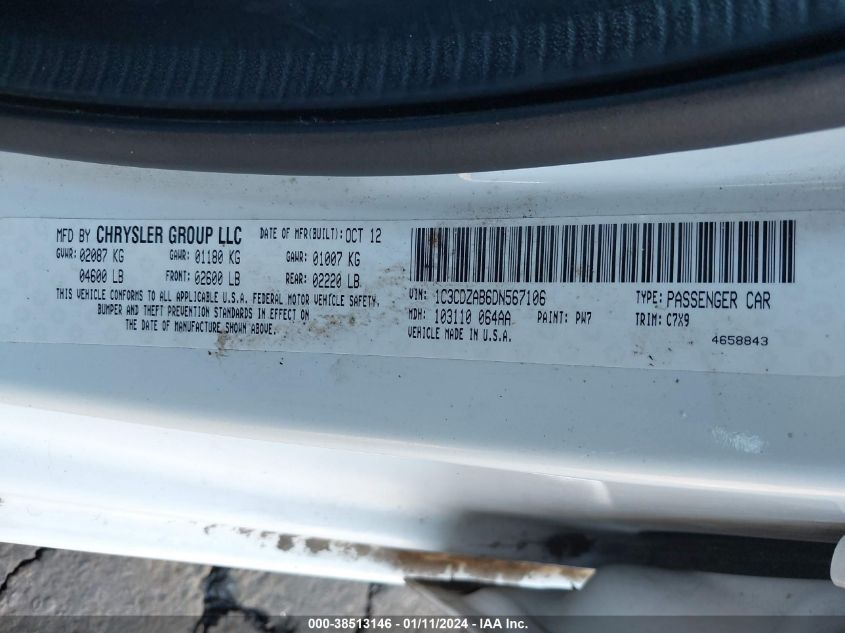 MFD BY CHRYSLER GROUP LLC DATE OF MFR(BUILT): OCT 12
GVWR: 02087 KG GAWR: 01180 KG GAWR: 01007 KG
04600 LB FRONT: 02600 LB REAR: 02220 LB
THIS VEHICLE CONFORMS TO ALL APPLICABLE U.S.A. FEDERAL MOTOR VEHICLE SAFETY,
BUMPER AND THEFT PREVENTION STANDARDS IN EFFECT ON
THE DATE OF MANUFACTURE SHOWN ABOVE.
VIN: 1C3CDZAB6DN567106 TYPE: PASSENGER CAR
MDH: 103110 064AA PAINT: PW7 TRIM: C7X9
VEHICLE MADE IN U.S.A. 4658843
000-38513146 - 01/11/2024 - IAA Inc.